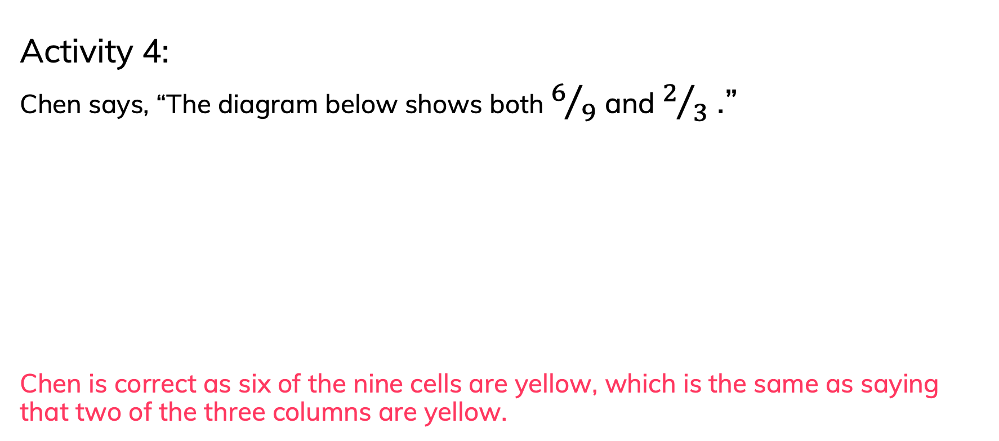 Activity 4:
Chen says, “The diagram below shows both 6/9 and 2/3 .”
Chen is correct as six of the nine cells are yellow, which is the same as saying
that two of the three columns are yellow.